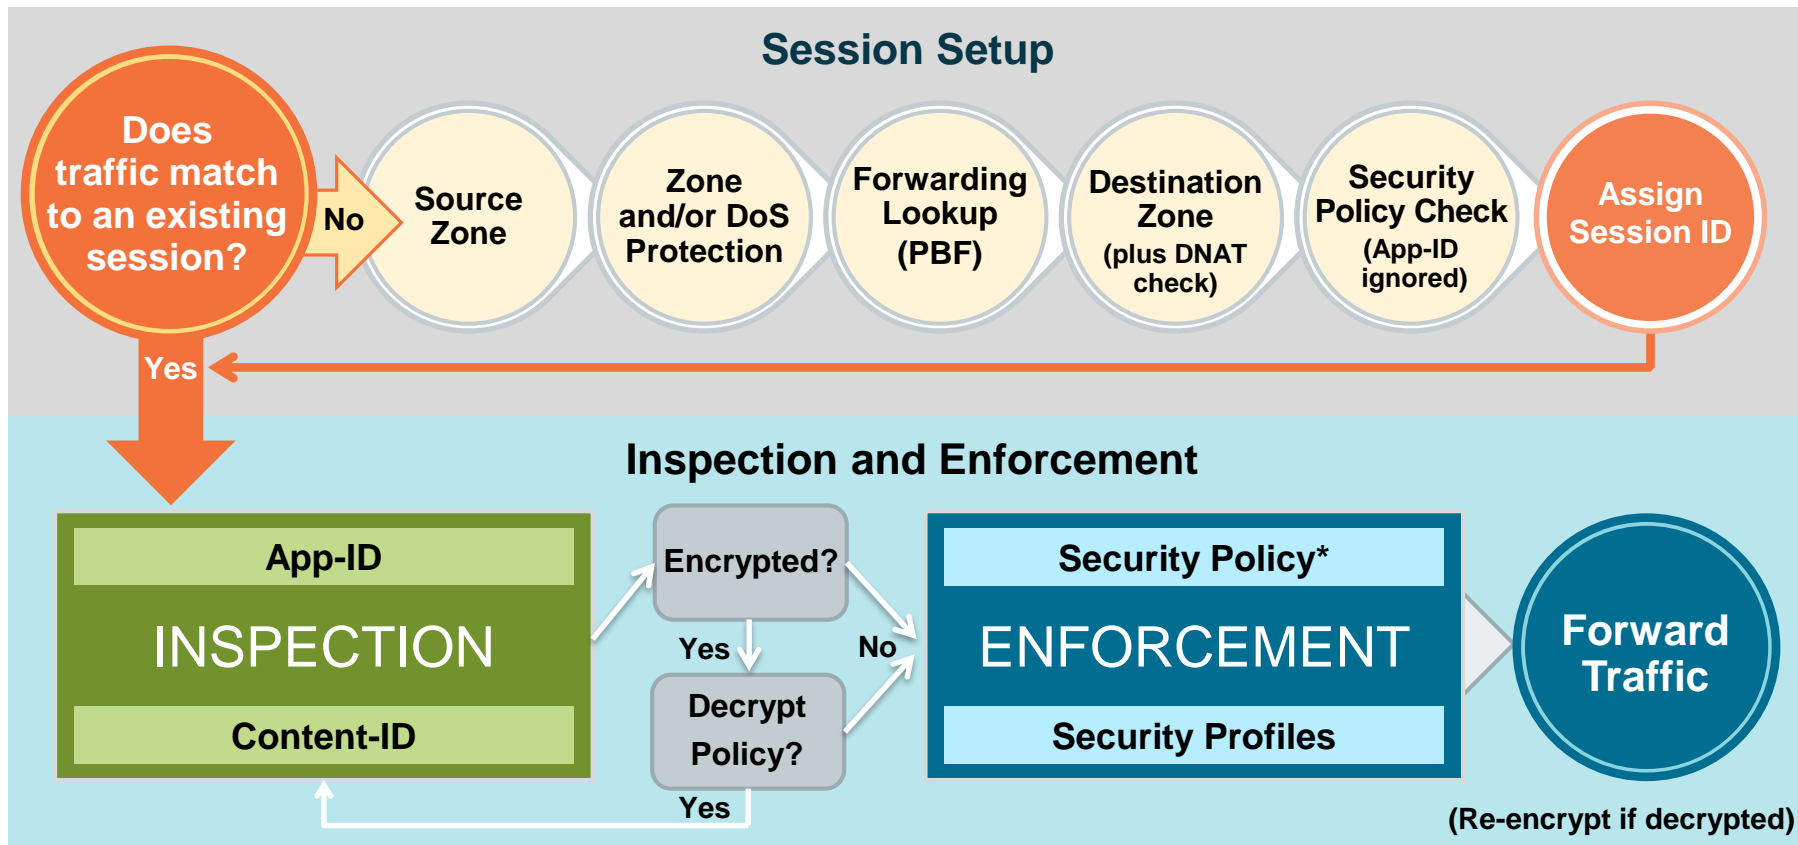 Session Setup
Does
traffic match
to an existing
session?
No
Source
Zone
Zone
and/or DoS
Protection
Forwarding
Lookup
(PBF)
Destination
Zone
(plus DNAT
check)
Security
Policy Check
(App-ID
ignored)
Assign
Session ID
Yes
Inspection and Enforcement
App-ID
INSPECTION
Content-ID
Encrypted?
Yes
No
Decrypt
Policy?
Yes
Security Policy*
ENFORCEMENT
Security Profiles
Forward
Traffic
(Re-encrypt if decrypted)